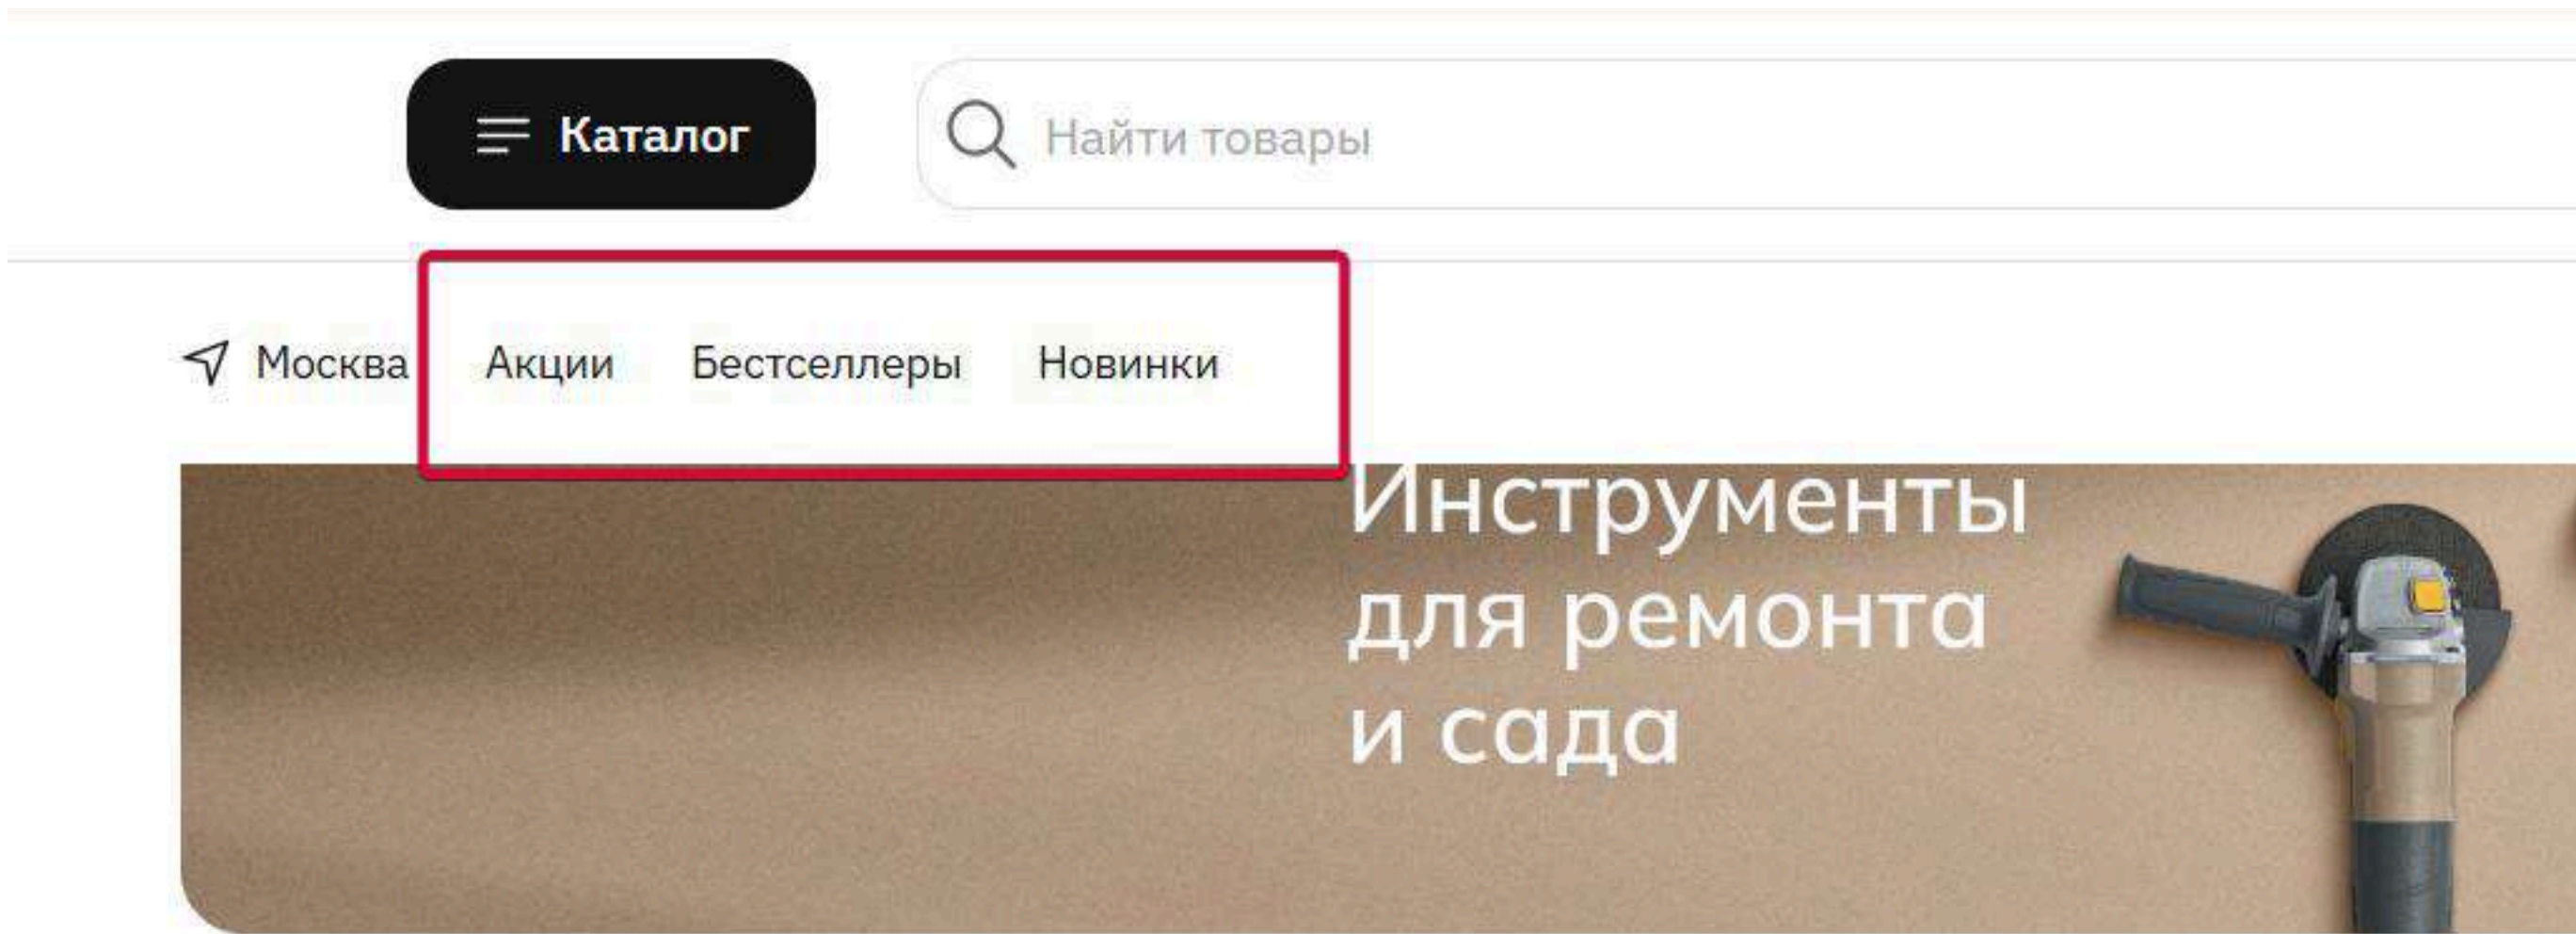 Каталог
Найти товары
Москва Акции Бестселлеры Новинки
Инструменты
для ремонта
и сада